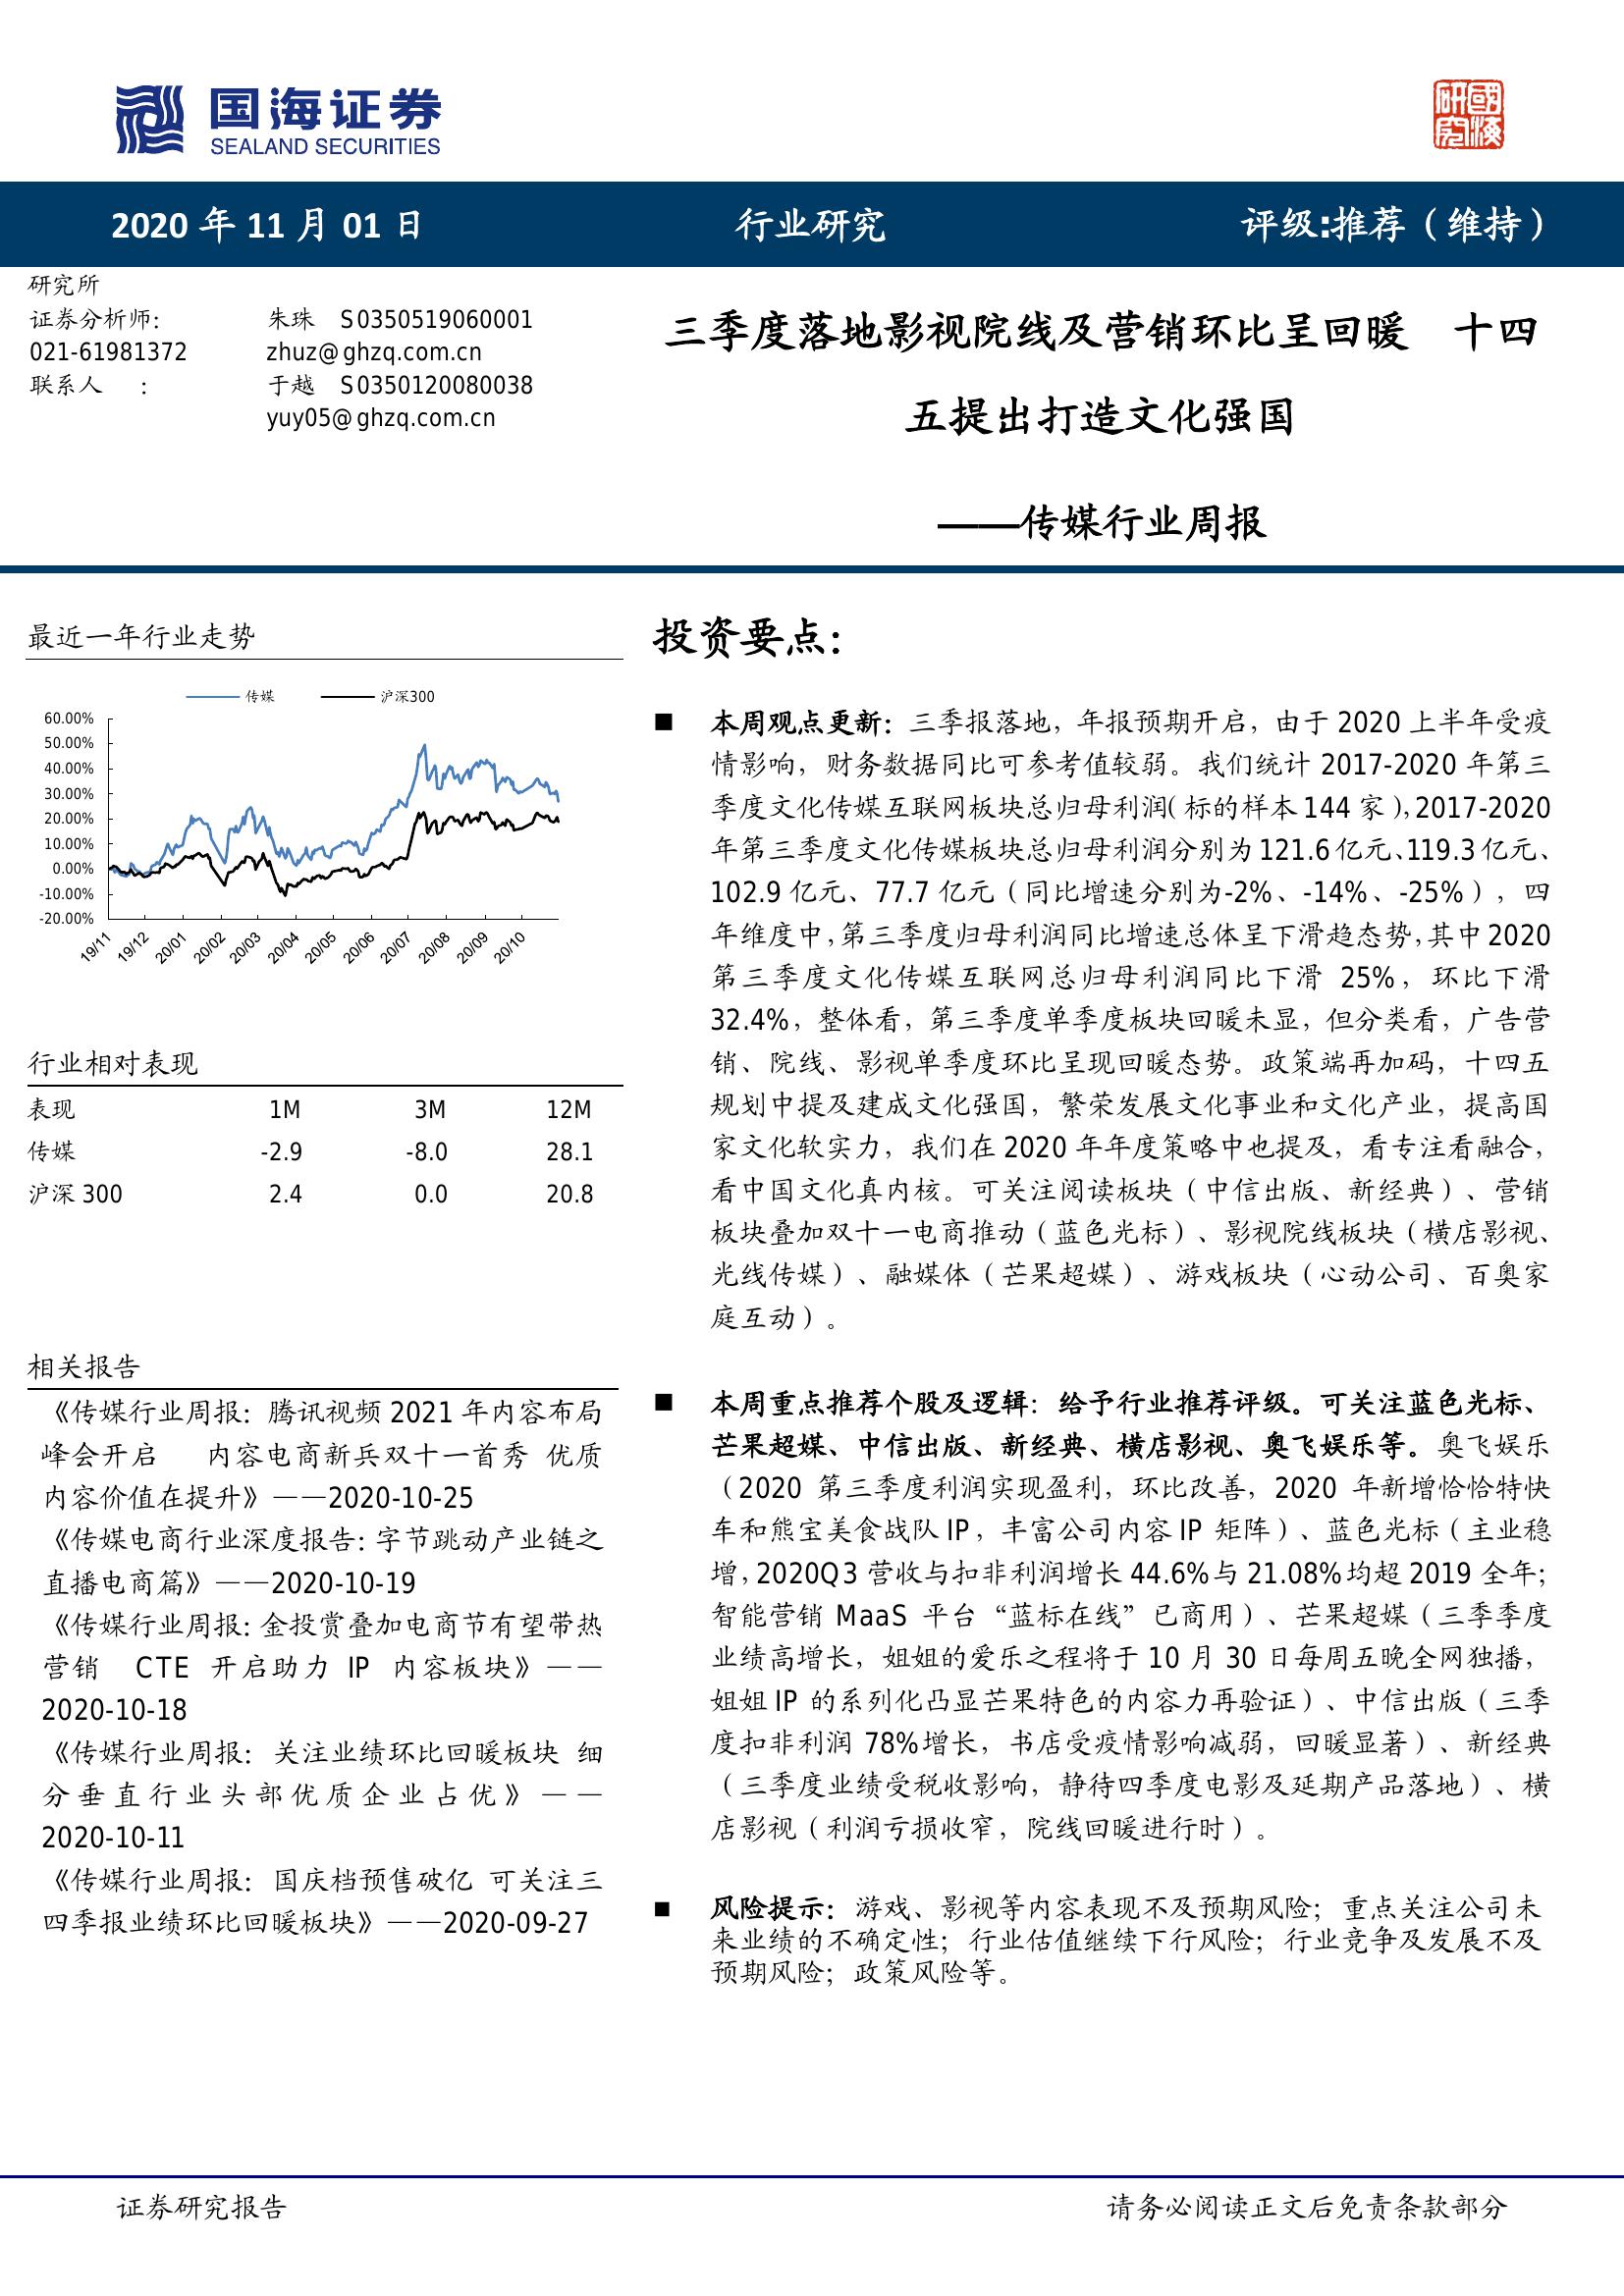 国海证券
SEALAND SECURITIES
研究
國海
2020 年 11 月 01 日
行业研究
评级:推荐（维持）
研究所
证券分析师：
朱珠 S0350519060001
021-61981372
zhuz@ghzq.com.cn
联系人 ：
于越 S0350120080038
yuy05@ghzq.com.cn
三季度落地影视院线及营销环比呈回暖 十四
五提出打造文化强国
——传媒行业周报
最近一年行业走势
传媒
沪深300
60.00%
50.00%
40.00%
30.00%
20.00%
10.00%
0.00%
-10.00%
-20.00%
19/11 19/12 20/01 20/02 20/03 20/04 20/05 20/06 20/07 20/08 20/09 20/10
行业相对表现
表现 1M 3M 12M
传媒 -2.9 -8.0 28.1
沪深 300 2.4 0.0 20.8
相关报告
《传媒行业周报：腾讯视频 2021 年内容布局
峰会开启 内容电商新兵双十一首秀 优质
内容价值在提升》——2020-10-25
《传媒电商行业深度报告：字节跳动产业链之
直播电商篇》——2020-10-19
《传媒行业周报：金投赏叠加电商节有望带热
营销 CTE 开启助力 IP 内容板块》——
2020-10-18
《传媒行业周报：关注业绩环比回暖板块 细
分垂直行业头部优质企业占优》——
2020-10-11
《传媒行业周报：国庆档预售破亿 可关注三
四季报业绩环比回暖板块》——2020-09-27
投资要点：
■ 本周观点更新：三季报落地，年报预期开启，由于 2020 上半年受疫
情影响，财务数据同比可参考值较弱。我们统计 2017-2020 年第三
季度文化传媒互联网板块总归母利润（标的样本 144 家），2017-2020
年第三季度文化传媒板块总归母利润分别为 121.6 亿元、119.3 亿元、
102.9 亿元、77.7 亿元（同比增速分别为-2%、-14%、-25%），四
年维度中，第三季度归母利润同比增速总体呈下滑趋态势，其中 2020
第三季度文化传媒互联网总归母利润同比下滑 25%，环比下滑
32.4%，整体看，第三季度单季度板块回暖未显，但分类看，广告营
销、院线、影视单季度环比呈现回暖态势。政策端再加码，十四五
规划中提及建成文化强国，繁荣发展文化事业和文化产业，提高国
家文化软实力，我们在 2020 年年度策略中也提及，看专注看融合，
看中国文化真内核。可关注阅读板块（中信出版、新经典）、营销
板块叠加双十一电商推动（蓝色光标）、影视院线板块（横店影视、
光线传媒）、融媒体（芒果超媒）、游戏板块（心动公司、百奥家
庭互动）。
■ 本周重点推荐个股及逻辑：给予行业推荐评级。可关注蓝色光标、
芒果超媒、中信出版、新经典、横店影视、奥飞娱乐等。奥飞娱乐
（2020 第三季度利润实现盈利，环比改善，2020 年新增恰恰特快
车和熊宝美食战队 IP，丰富公司内容 IP 矩阵）、蓝色光标（主业稳
增，2020Q3 营收与扣非利润增长 44.6%与 21.08%均超 2019 全年；
智能营销 MaaS 平台“蓝标在线”已商用）、芒果超媒（三季季度
业绩高增长，姐姐的爱乐之程将于 10 月 30 日每周五晚全网独播，
姐姐 IP 的系列化凸显芒果特色的内容力再验证）、中信出版（三季
度扣非利润 78%增长，书店受疫情影响减弱，回暖显著）、新经典
（三季度业绩受税收影响，静待四季度电影及延期产品落地）、横
店影视（利润亏损收窄，院线回暖进行时）。
■ 风险提示：游戏、影视等内容表现不及预期风险；重点关注公司未
来业绩的不确定性；行业估值继续下行风险；行业竞争及发展不及
预期风险；政策风险等。
证券研究报告
请务必阅读正文后免责条款部分